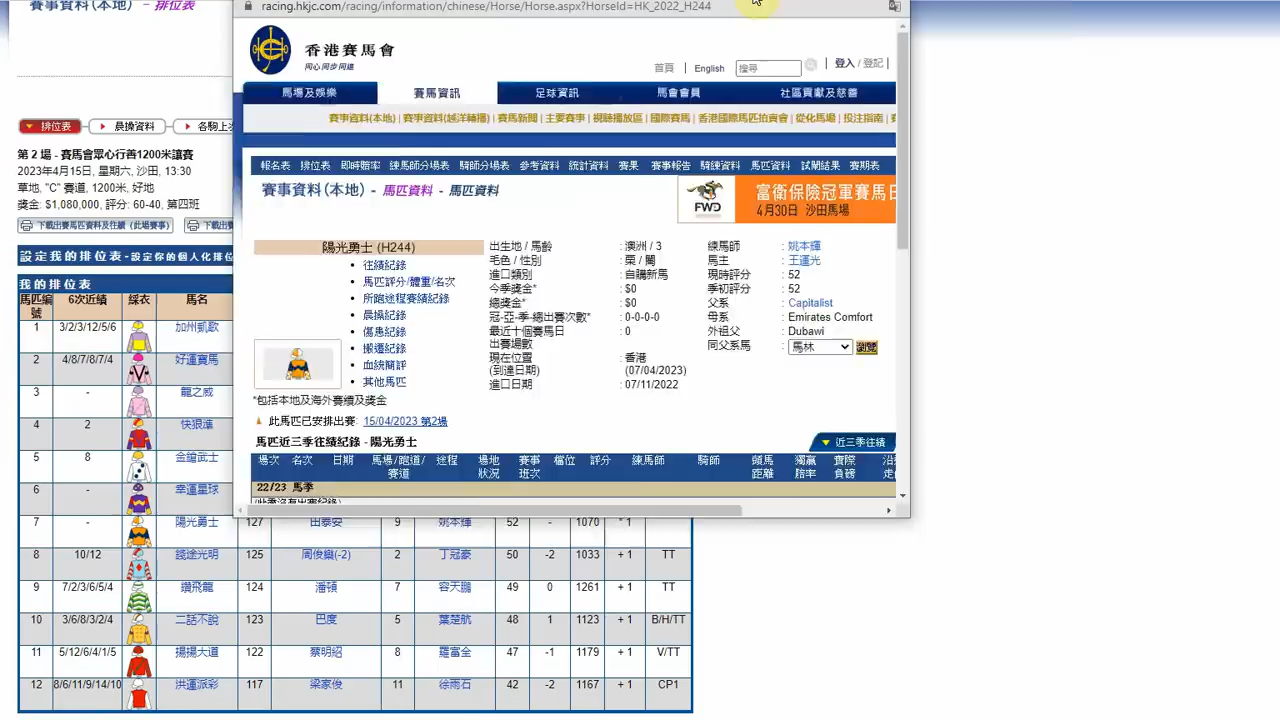 賽事資料(本地) - 排位表
racing.hkjc.com/racing/information/chinese/Horse/Horse.aspx?HorseId=HK_2022_H244
香港賽馬會
同心同步同進
首頁 | English 搜尋 登入 / 登記 |
馬場及娛樂 賽馬資訊 足球資訊 馬會會員 社區貢獻及慈善
賽事資料(本地) | 賽事資料(越洋轉播) | 賽馬新聞 | 主要賽事 | 視聽播放區 | 國際賽馬 | 香港國際馬匹拍賣會 | 從化馬場 | 投注指南 |
報名表 排位表 即時賠率 練馬師分場表 騎師分場表 參考資料 統計資料 賽果 賽事報告 騎練資料 馬匹資料 試閘結果 賽期表
賽事資料(本地) - 馬匹資料 - 馬匹資料
FWD 富衛保險冠軍賽馬日
4月30日 沙田馬場
陽光勇士 (H244)
往績紀錄
馬匹評分/體重/名次
所跑途程賽績紀錄
晨操紀錄
傷患紀錄
搬遷紀錄
血統簡評
其他馬匹
出生地 / 馬齡 : 澳洲 / 3
毛色 / 性別 : 栗 / 閹
進口類別 : 自購新馬
今季獎金* : $0
總獎金* : $0
冠-亞-季-總出賽次數* : 0-0-0-0
最近十個賽馬日 : 0
出賽場數
現在位置 : 香港
(到達日期) (07/04/2023)
進口日期 : 07/11/2022
練馬師 : 姚本輝
馬主 : 王運光
現時評分 : 52
季初評分 : 52
父系 : Capitalist
母系 : Emirates Comfort
外祖父 : Dubawi
同父系馬 : 馬林 瀏覽
*包括本地及海外賽績及獎金
此馬匹已安排出賽: 15/04/2023 第2場
馬匹近三季往績紀錄 - 陽光勇士 近三季往績
場次 名次 日期 馬場/跑道/賽道 途程 場地狀況 賽事班次 檔位 評分 練馬師 騎師 頭馬距離 獨贏賠率 實際負磅
22/23 馬季
排位表 晨操資料 各駒上次
第 2 場 - 賽馬會眾心行善1200米讓賽
2023年4月15日, 星期六, 沙田, 13:30
草地, "C" 賽道, 1200米, 好地
獎金: $1,080,000, 評分: 60-40, 第四班
下載出賽馬匹資料及往績 (此場賽事) 下載出賽
設定我的排位表-設定你的個人化排位
我的排位表
馬匹編號 6次近績 綵衣 馬名
1 3/2/3/12/5/6 加州凱歌
2 4/8/7/8/7/4 好運寶馬
3 - 龍之威
4 2 快狠準
5 8 金鎗武士
6 - 幸運星球
7 - 陽光勇士 127 田泰安 9 姚本輝 52 - 1070 * 1
8 10/12 錢途光明 125 周俊樂(-2) 2 丁冠豪 50 -2 1033 + 1 TT
9 7/2/3/6/5/4 鑽飛龍 124 潘頓 7 容天鵬 49 0 1261 + 1 TT
10 3/6/8/3/2/4 二話不說 123 巴度 5 葉楚航 48 1 1123 + 1 B/H/TT
11 5/12/6/4/1/5 揚揚大道 122 蔡明紹 8 羅富全 47 -1 1179 + 1 V/TT
12 8/6/11/9/14/10 洪運派彩 117 梁家俊 11 徐雨石 42 -2 1167 + 1 CP1